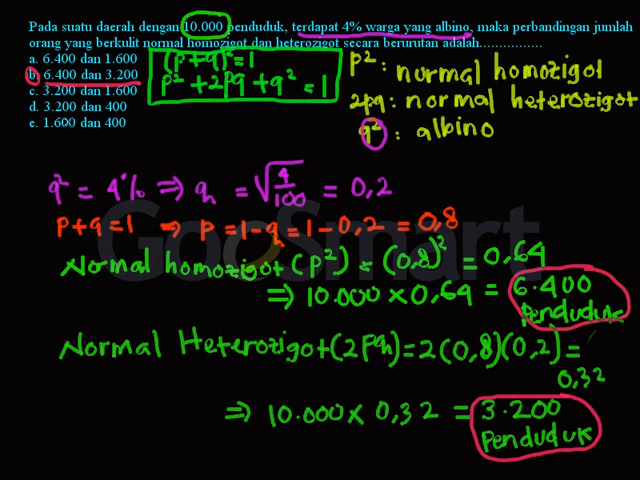 Pada suatu daerah dengan 10.000 penduduk, terdapat 4% warga yang albino, maka perbandingan jumlah
orang yang berkulit normal homozigot dan heterozigot secara berurutan adalah................
a. 6.400 dan 1.600
b. 6.400 dan 3.200
c. 3.200 dan 1.600
d. 3.200 dan 400
e. 1.600 dan 400
(p+q)²=1
p²+2pq+q²=1
p² : normal homozigot
2pq : normal heterozigot
q² : albino
q² = 4% ⇒ q = √4/100 = 0,2
p+q=1 ⇒ p=1-q=1-0,2=0,8
Normal homozigot (p²) = (0,8)² = 0,64
⇒ 10.000 x 0,64 = 6.400
Penduduk
Normal Heterozigot (2pq)=2(0,8)(0,2)=
0,32
⇒ 10.000 x 0,32 = 3.200
Penduduk
GooSmart